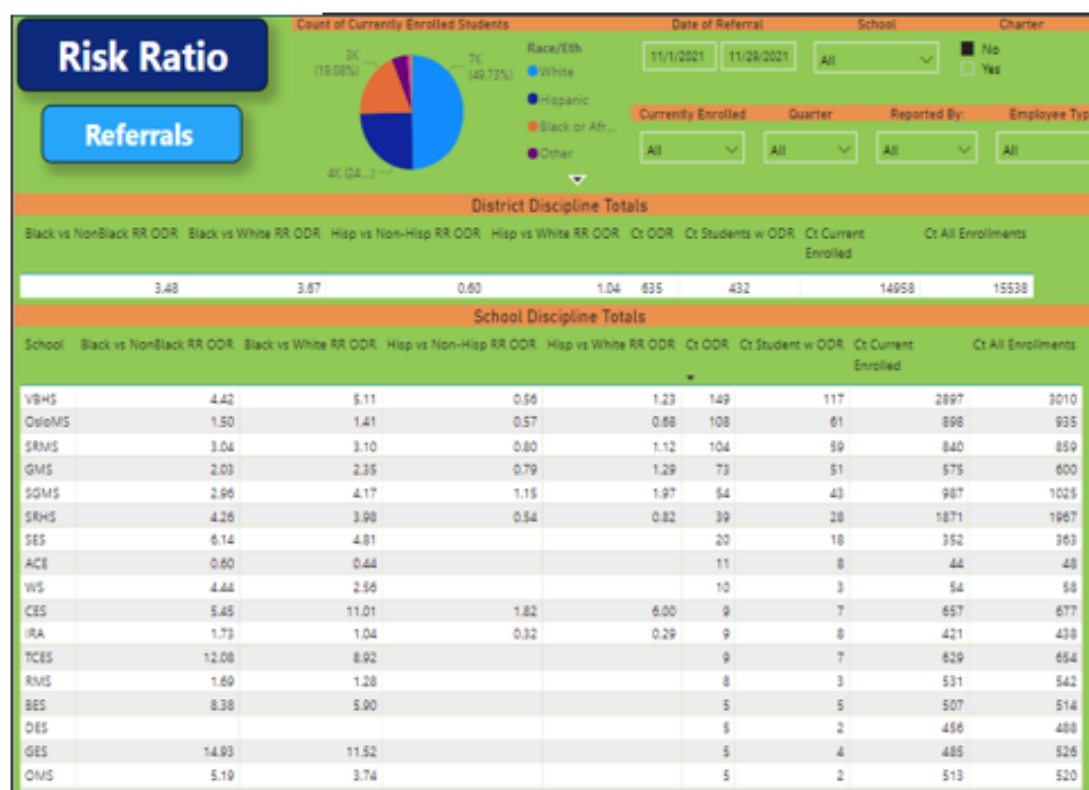 Risk Ratio
Referrals
Count of Currently Enrolled Students
3K
(19.08%)
7K
(49.73%)
4K (24...)
Race/Eth
White
Hispanic
Black or Afr...
Other
Date of Referral
School
Charter
11/1/2021 11/29/2021
All
No
Yes
Currently Enrolled
Quarter
Reported By:
Employee Typ
All
All
All
All
District Discipline Totals
Black vs NonBlack RR ODR Black vs White RR ODR Hisp vs Non-Hisp RR ODR Hisp vs White RR ODR Ct ODR Ct Students w ODR Ct Current Enrolled Ct All Enrollments
3.48 3.67 0.60 1.04 635 432 14958 15538
School Discipline Totals
School Black vs NonBlack RR ODR Black vs White RR ODR Hisp vs Non-Hisp RR ODR Hisp vs White RR ODR Ct ODR Ct Student w ODR Ct Current Enrolled Ct All Enrollments
VBHS 4.42 5.11 0.56 1.23 149 117 2897 3010
OsloMS 1.50 1.41 0.57 0.68 108 61 898 935
SRMS 3.04 3.10 0.80 1.12 104 59 840 859
GMS 2.03 2.35 0.79 1.29 73 51 575 600
SGMS 2.96 4.17 1.15 1.97 54 43 987 1025
SRHS 4.26 3.98 0.54 0.82 39 28 1871 1967
SES 6.14 4.81 20 18 352 363
ACE 0.60 0.44 11 8 44 48
WS 4.44 2.56 10 3 54 58
CES 5.45 11.01 1.82 6.00 9 7 657 677
IRA 1.73 1.04 0.32 0.29 9 8 421 438
TCES 12.08 8.92 9 7 629 654
RMS 1.69 1.28 8 3 531 542
BES 8.38 5.90 5 5 507 514
DES 5 2 456 488
GES 14.93 11.52 5 4 485 526
OMS 5.19 3.74 5 2 513 520